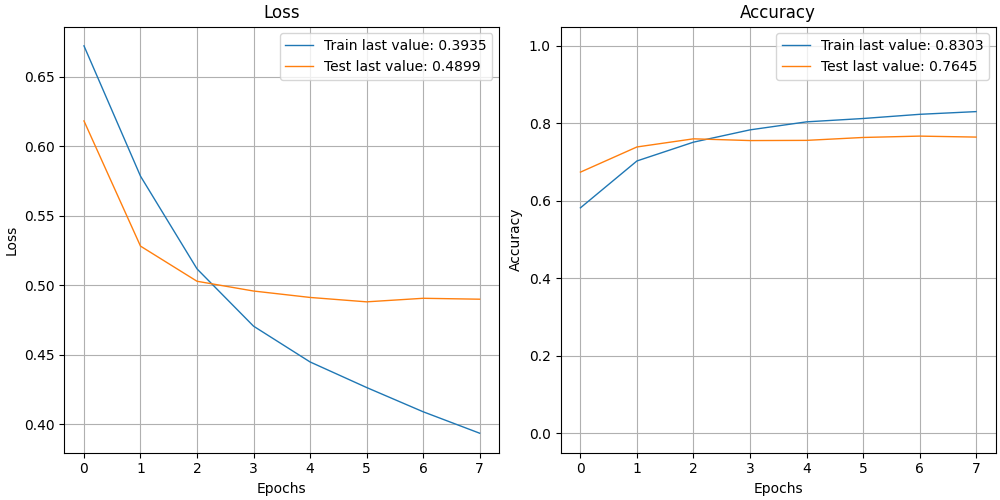 Loss
Train last value: 0.3935
Test last value: 0.4899
0.65
0.60
0.55
0.50
0.45
0.40
Loss
0 1 2 3 4 5 6 7
Epochs
Accuracy
Train last value: 0.8303
Test last value: 0.7645
1.0
0.8
0.6
0.4
0.2
0.0
Accuracy
0 1 2 3 4 5 6 7
Epochs